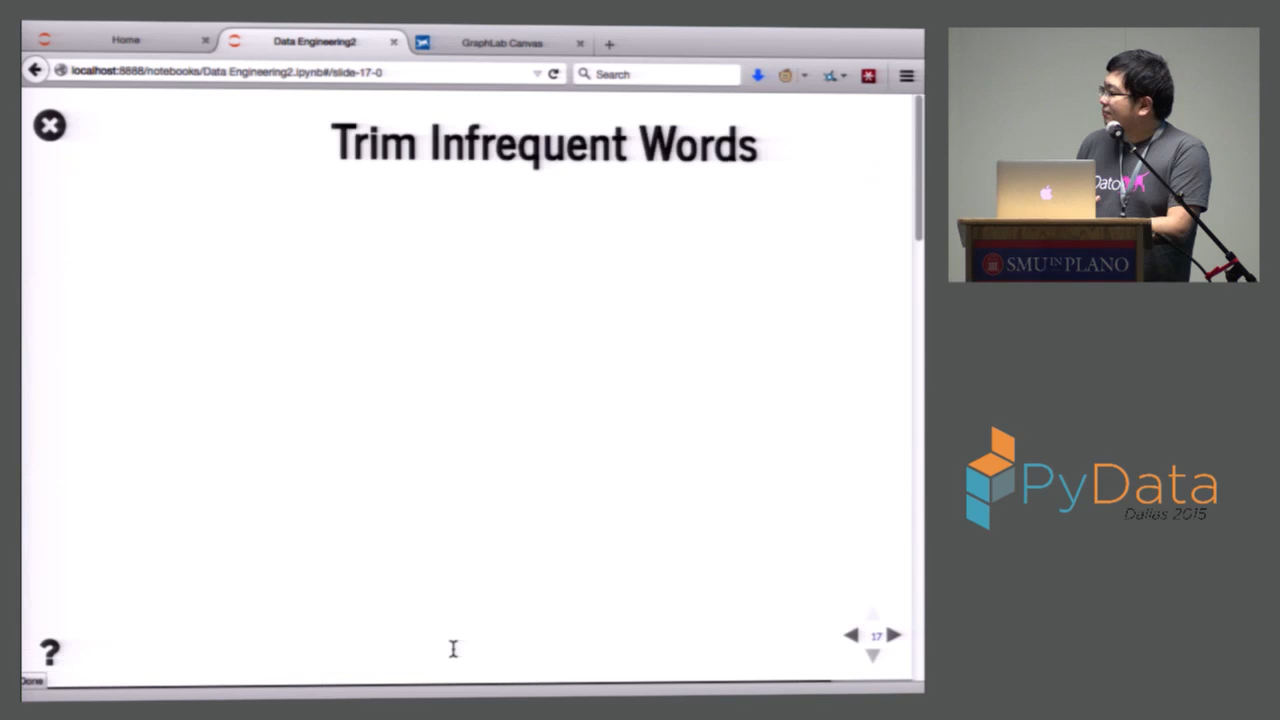 Home
Data Engineering2
GraphLab Canvas
localhost:8888/notebooks/Data Engineering2.ipynb#/slide-17-0
Search
Trim Infrequent Words
17
?
Done
Dato
SMU IN PLANO
PyData
Dallas 2015